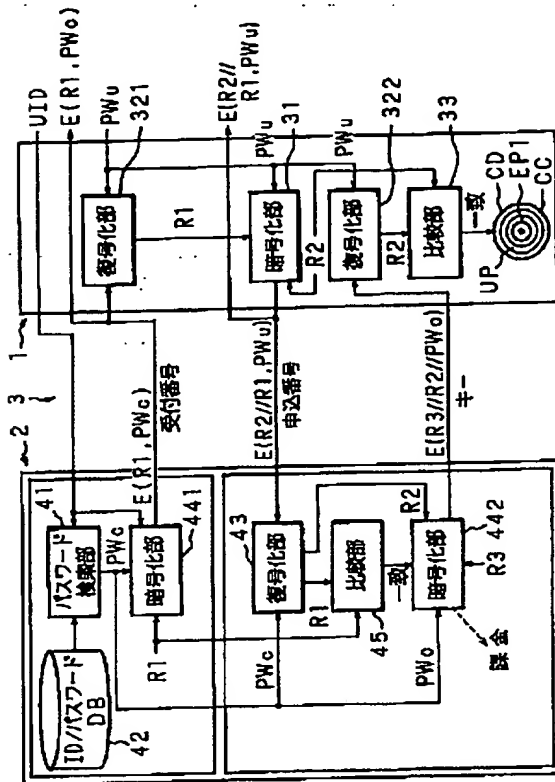 2
3
1
ID/パスワード
DB
42
41
パスワード
検索部
UID
PWc
R1
暗号化部
441
E(R1,PWc)
受付番号
E(R1,PWo)
復号化部
321
PWu
R1
PWc
43
復号化部
E(R2//R1,PWu)
申込番号
E(R2//
R1,PWu)
暗号化部
31
PWu
R1
R2
比較部
45
一致
R2
復号化部
322
PWu
R2
PWo
暗号化部
442
R3
課金
E(R3//R2//PWo)
キー
比較部
33
一致
UP
CD
EP1
CC